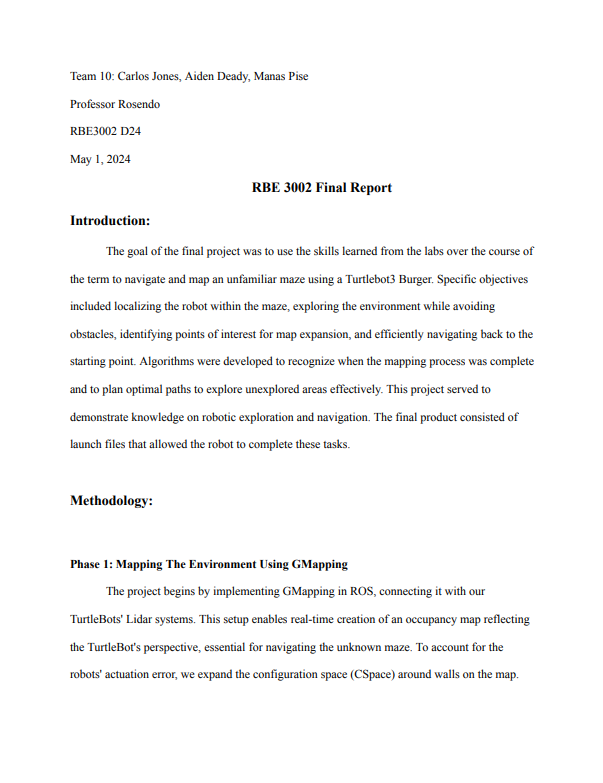 Team 10: Carlos Jones, Aiden Deady, Manas Pise
Professor Rosendo
RBE3002 D24
May 1, 2024
RBE 3002 Final Report
Introduction:
The goal of the final project was to use the skills learned from the labs over the course of
the term to navigate and map an unfamiliar maze using a Turtlebot3 Burger. Specific objectives
included localizing the robot within the maze, exploring the environment while avoiding
obstacles, identifying points of interest for map expansion, and efficiently navigating back to the
starting point. Algorithms were developed to recognize when the mapping process was complete
and to plan optimal paths to explore unexplored areas effectively. This project served to
demonstrate knowledge on robotic exploration and navigation. The final product consisted of
launch files that allowed the robot to complete these tasks.
Methodology:
Phase 1: Mapping The Environment Using GMapping
The project begins by implementing GMapping in ROS, connecting it with our
TurtleBots' Lidar systems. This setup enables real-time creation of an occupancy map reflecting
the TurtleBot's perspective, essential for navigating the unknown maze. To account for the
robots' actuation error, we expand the configuration space (CSpace) around walls on the map.